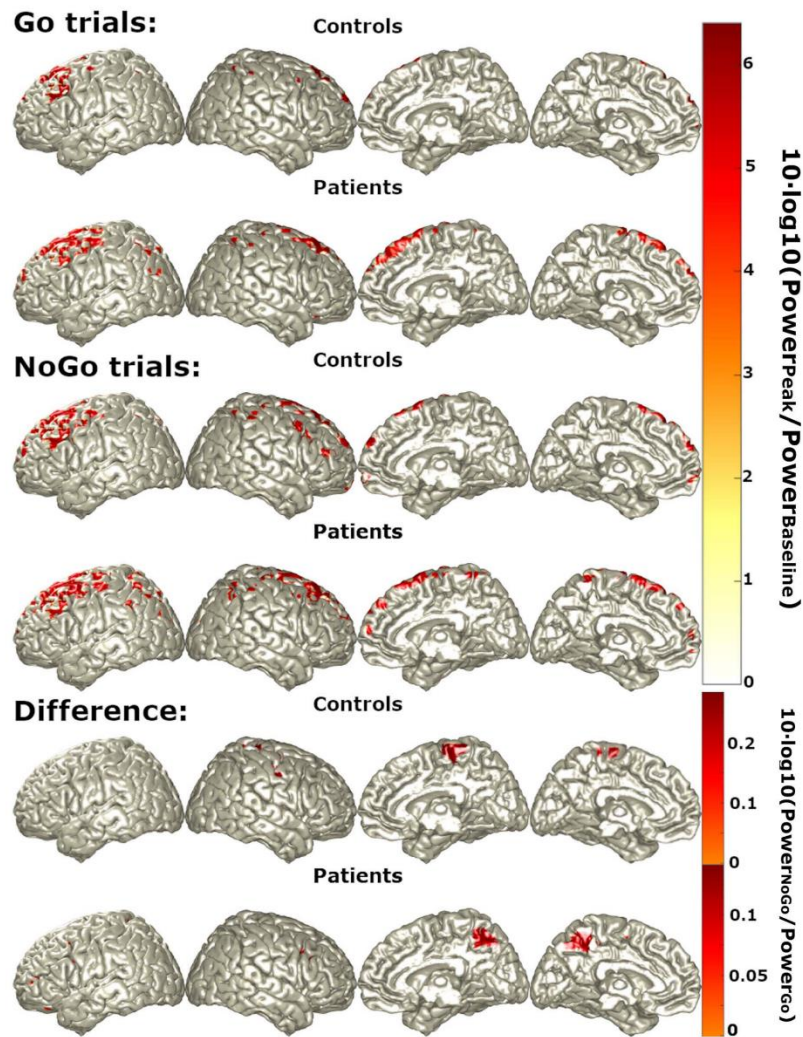 Go trials:
Controls
Patients
NoGo trials:
Controls
Patients
Difference:
Controls
Patients
6
5
4
3
2
1
0
10·log10(PowerPeak/PowerBaseline)
0.2
0.1
0
0.1
0.05
0
10·log10(PowerNoGo/PowerGo)